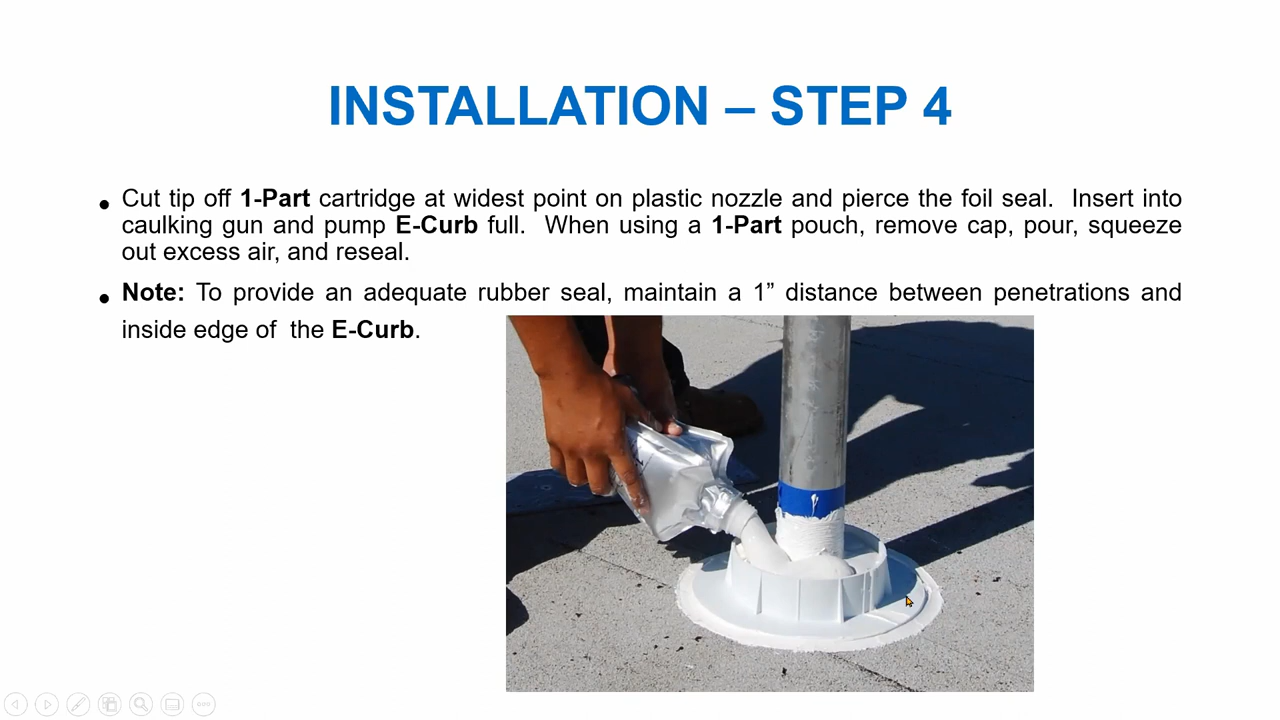 INSTALLATION – STEP 4
• Cut tip off 1-Part cartridge at widest point on plastic nozzle and pierce the foil seal.  Insert into
caulking gun and pump E-Curb full.  When using a 1-Part pouch, remove cap, pour, squeeze
out excess air, and reseal.
• Note: To provide an adequate rubber seal, maintain a 1” distance between penetrations and
inside edge of  the E-Curb.